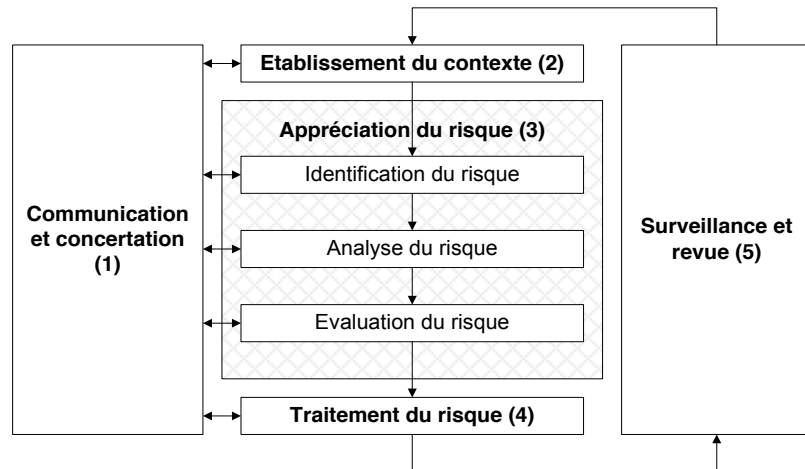 Etablissement du contexte (2)
Appréciation du risque (3)
Identification du risque
Communication
et concertation
(1)
Analyse du risque
Surveillance et
revue (5)
Evaluation du risque
Traitement du risque (4)